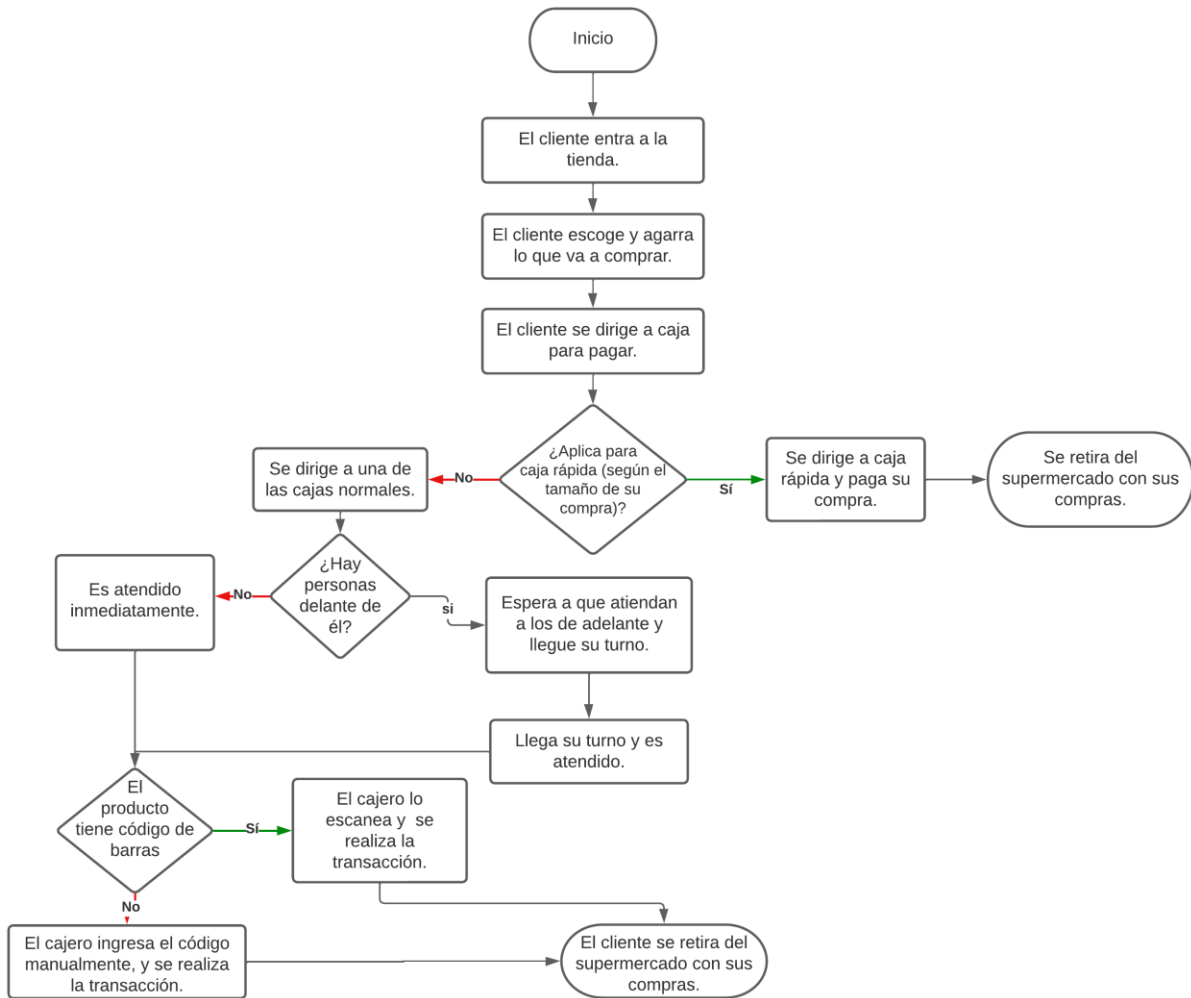 Inicio
El cliente entra a la
tienda.
El cliente escoge y agarra
lo que va a comprar.
El cliente se dirige a caja
para pagar.
¿Aplica para
caja rápida (según el
tamaño de su
compra)?
No
Sí
Se dirige a una de
las cajas normales.
Se dirige a caja
rápida y paga su
compra.
Se retira del
supermercado con sus
compras.
¿Hay
personas
delante de
él?
No
si
Es atendido
inmediatamente.
Espera a que atiendan
a los de adelante y
llegue su turno.
Llega su turno y es
atendido.
El
producto
tiene código de
barras
Sí
No
El cajero lo
escanea y se
realiza la
transacción.
El cajero ingresa el código
manualmente, y se realiza
la transacción.
El cliente se retira del
supermercado con sus
compras.